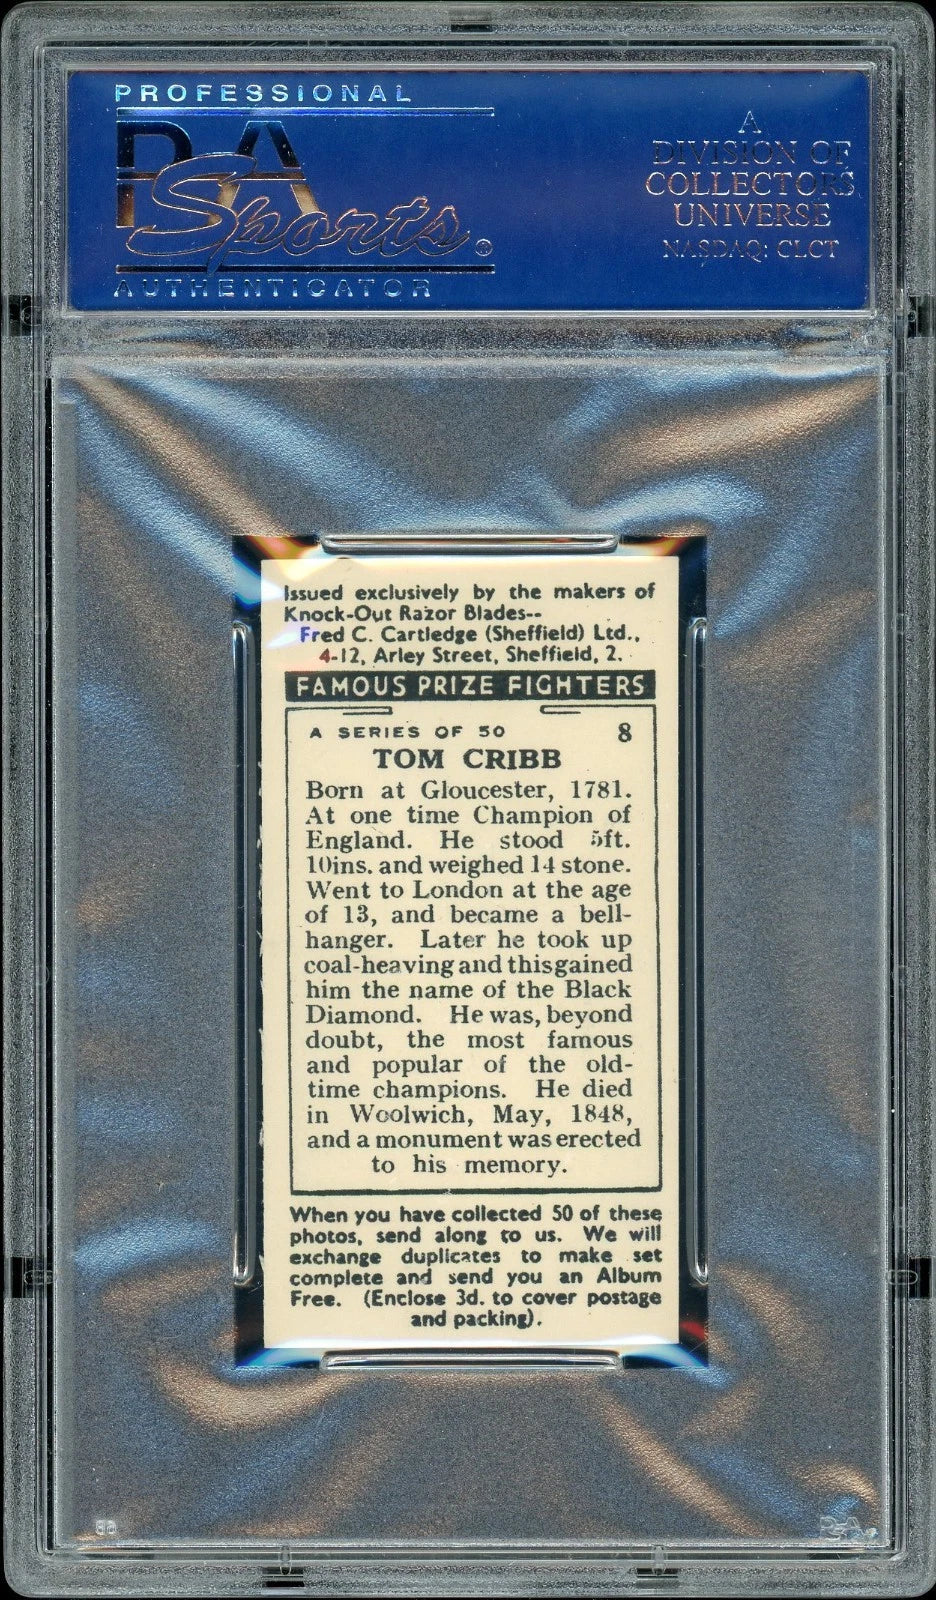 PROFESSIONAL
PSA
Sports®
AUTHENTICATOR
A
DIVISION OF
COLLECTORS
UNIVERSE
NASDAQ: CLCT
Issued exclusively by the makers of
Knock-Out Razor Blades--
Fred C. Cartledge (Sheffield) Ltd.,
4-12, Arley Street, Sheffield, 2.
FAMOUS PRIZE FIGHTERS
A SERIES OF 50 8
TOM CRIBB
Born at Gloucester, 1781.
At one time Champion of
England. He stood 5ft.
10ins. and weighed 14 stone.
Went to London at the age
of 13, and became a bell-
hanger. Later he took up
coal-heaving and this gained
him the name of the Black
Diamond. He was, beyond
doubt, the most famous
and popular of the old-
time champions. He died
in Woolwich, May, 1848,
and a monument was erected
to his memory.
When you have collected 50 of these
photos, send along to us. We will
exchange duplicates to make set
complete and send you an Album
Free. (Enclose 3d. to cover postage
and packing).
PSA